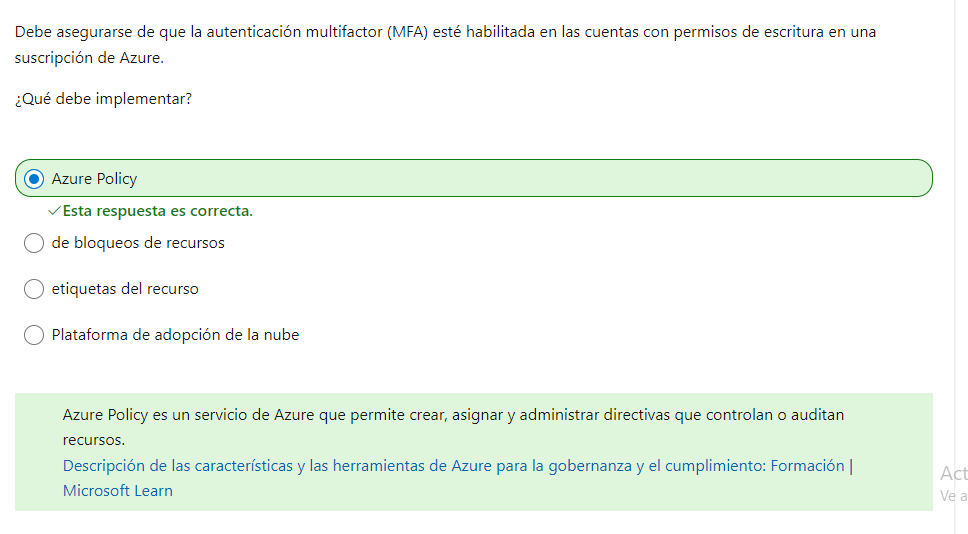 Debe asegurarse de que la autenticación multifactor (MFA) esté habilitada en las cuentas con permisos de escritura en una
suscripción de Azure.
¿Qué debe implementar?
Azure Policy
Esta respuesta es correcta.
de bloqueos de recursos
etiquetas del recurso
Plataforma de adopción de la nube
Azure Policy es un servicio de Azure que permite crear, asignar y administrar directivas que controlan o auditan
recursos.
Descripción de las características y las herramientas de Azure para la gobernanza y el cumplimiento: Formación |
Microsoft Learn
Act
Ve a